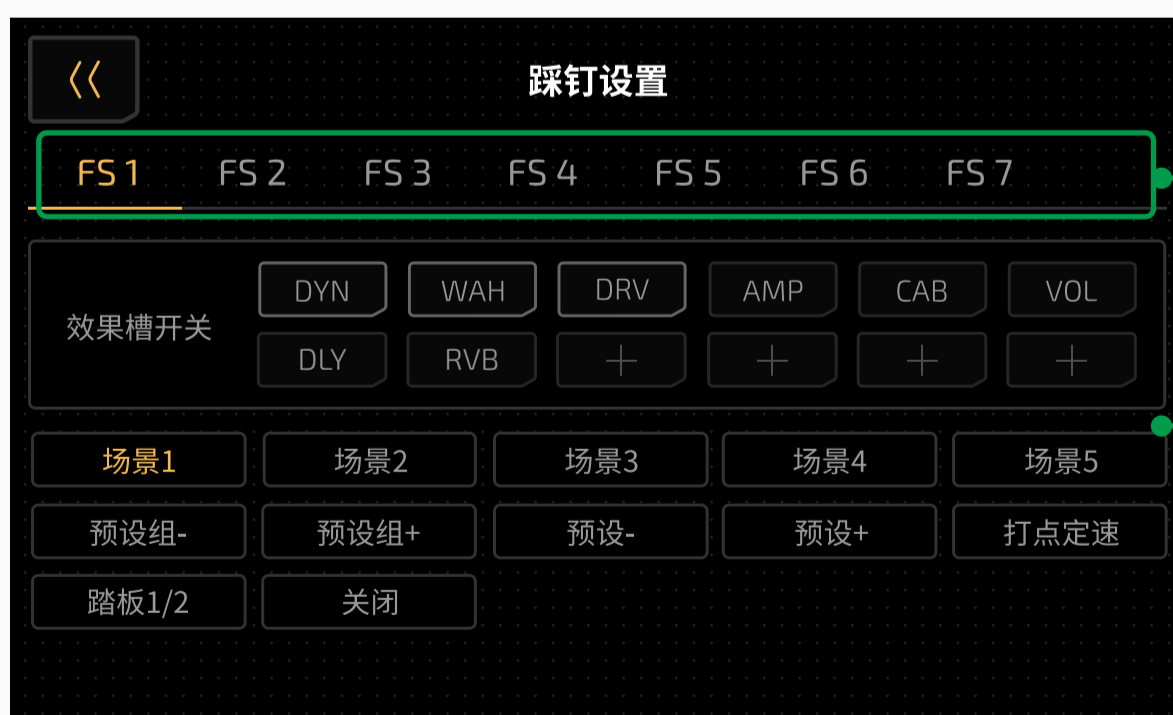 踩钉设置
FS 1 FS 2 FS 3 FS 4 FS 5 FS 6 FS 7
DYN WAH DRV AMP CAB VOL
效果槽开关
DLY RVB + + + +
场景1 场景2 场景3 场景4 场景5
预设组- 预设组+ 预设- 预设+ 打点定速
踏板1/2 关闭